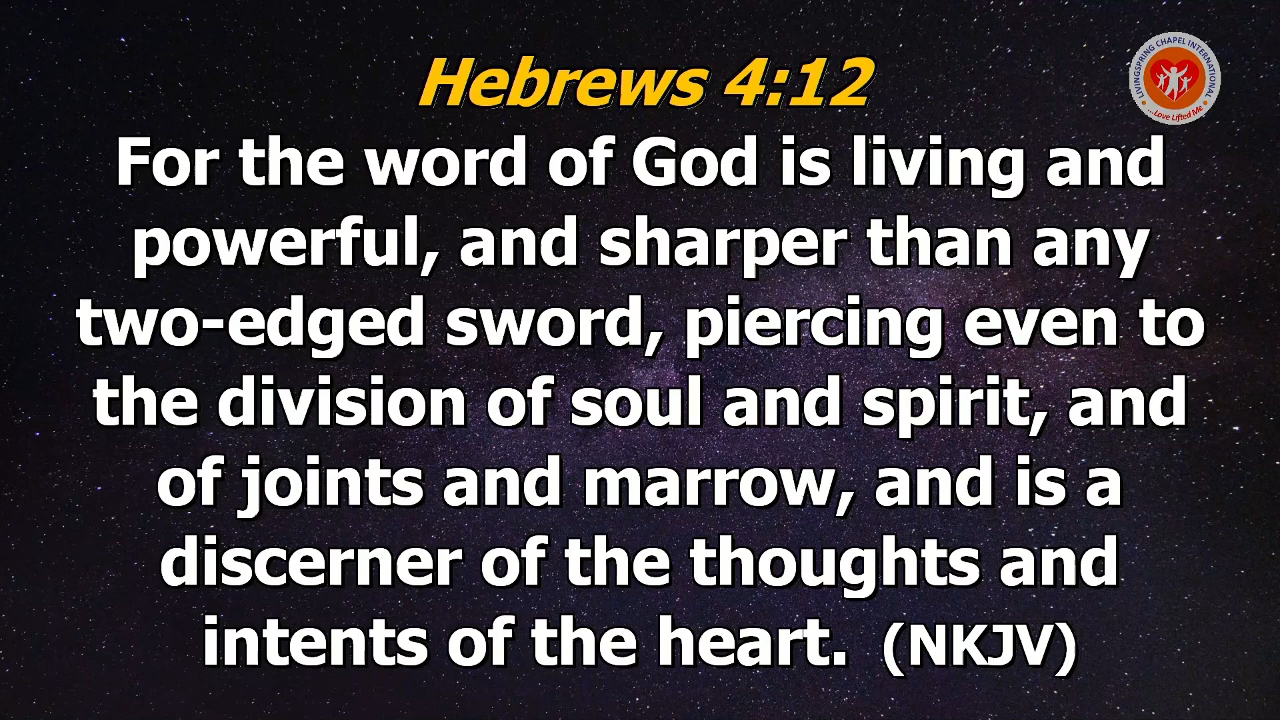 Hebrews 4:12
LIVINGSPRING CHAPEL INTERNATIONAL
...Love Lifted Me
For the word of God is living and
powerful, and sharper than any
two-edged sword, piercing even to
the division of soul and spirit, and
of joints and marrow, and is a
discerner of the thoughts and
intents of the heart. (NKJV)